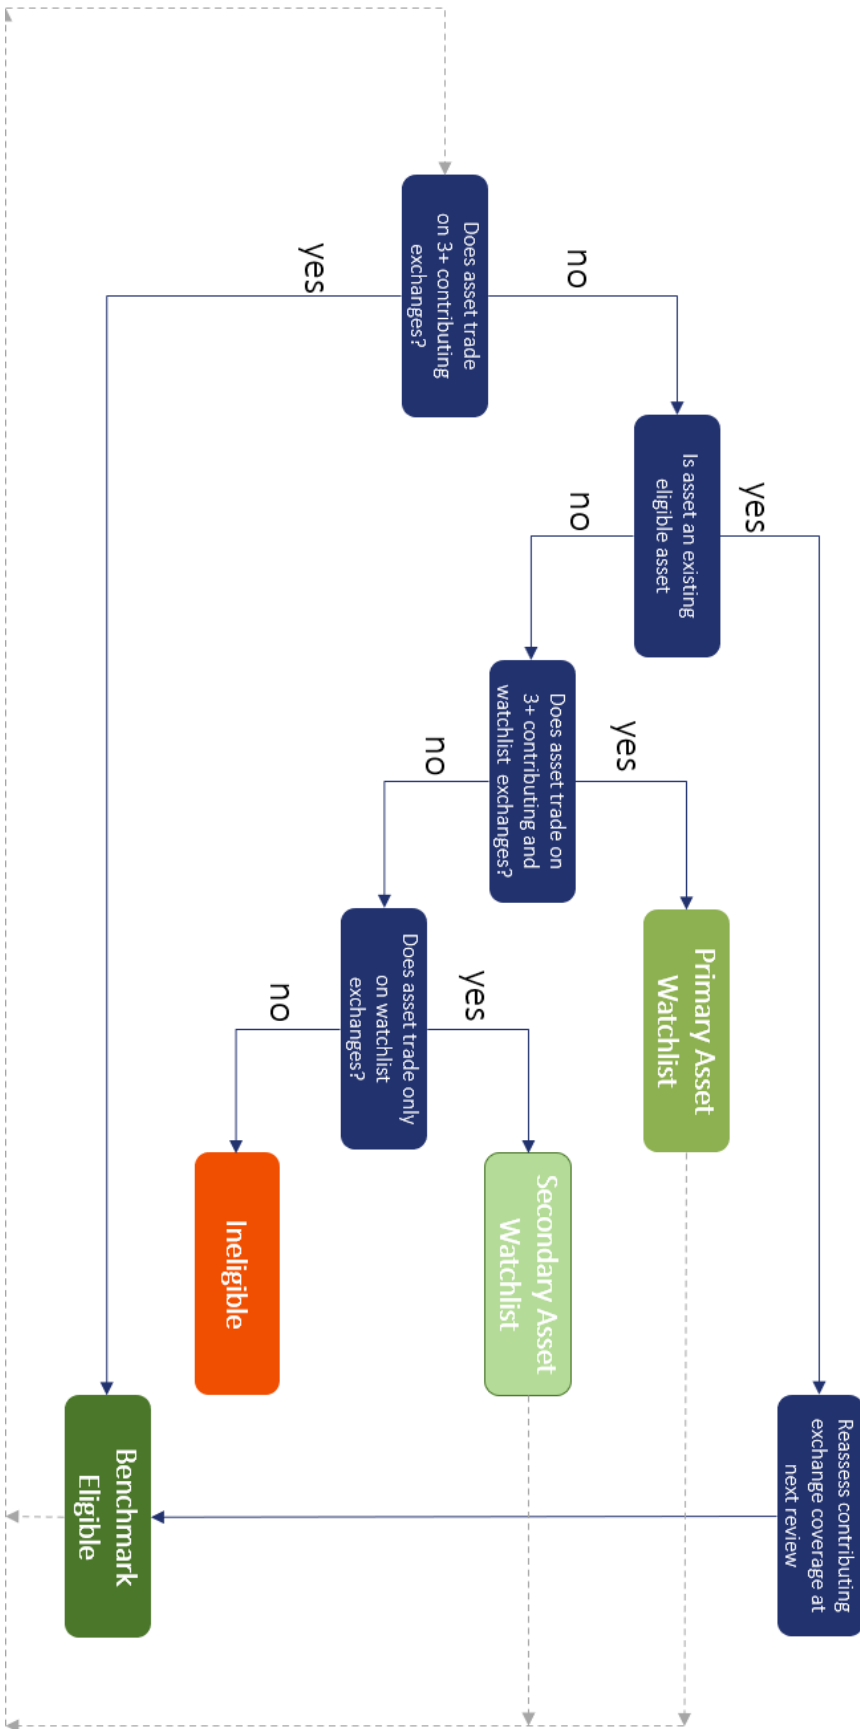 Does asset trade
on 3+ contributing
exchanges?
no
yes
Is asset an existing
eligible asset
yes
no
Does asset trade on
3+ contributing and
watchlist exchanges?
yes
no
Primary Asset
Watchlist
Does asset trade only
on watchlist
exchanges?
yes
no
Secondary Asset
Watchlist
Ineligible
Reassess contributing
exchange coverage at
next review
Benchmark
Eligible